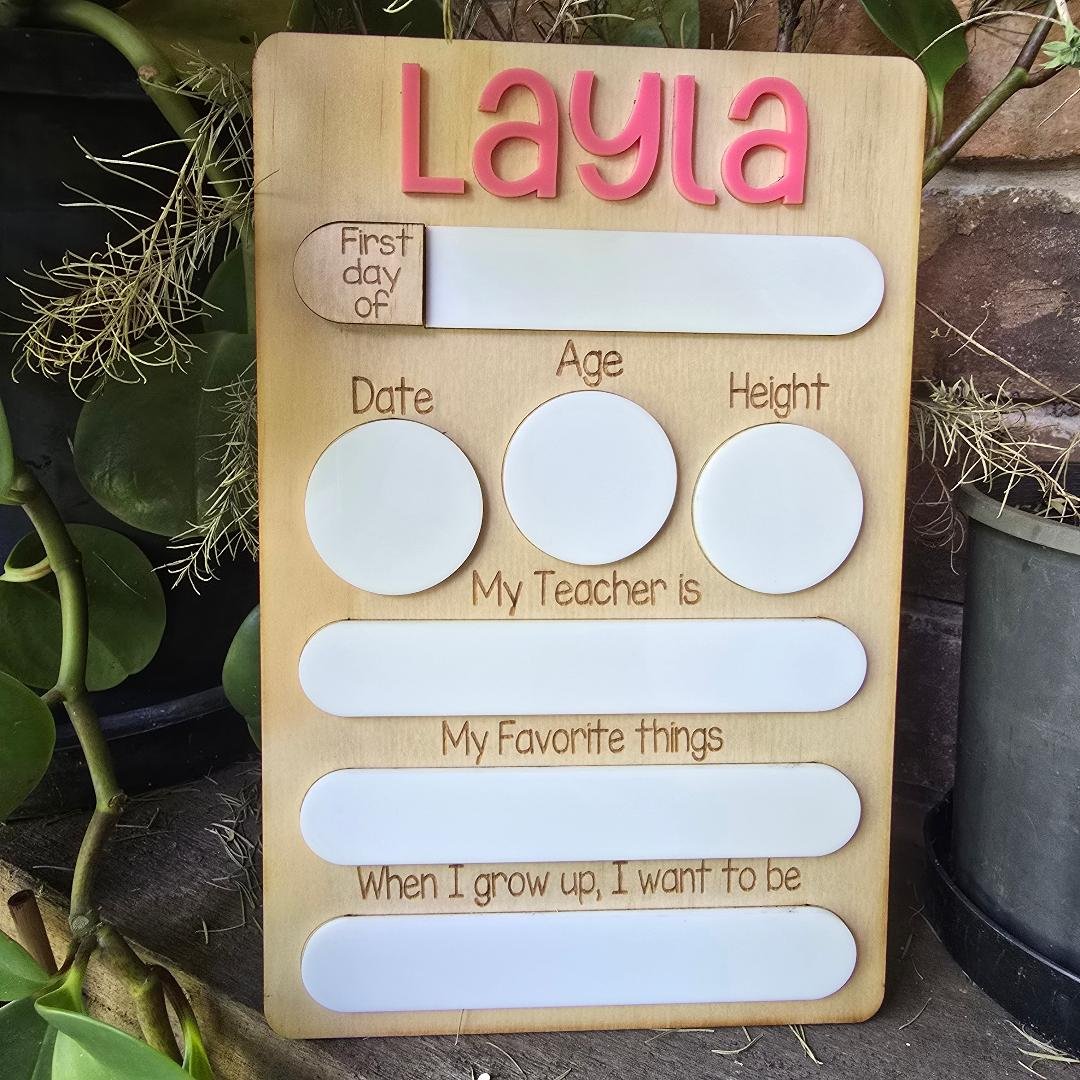 Layla
First
day
of
Age
Date
Height
My Teacher is
My Favorite things
When I grow up, I want to be